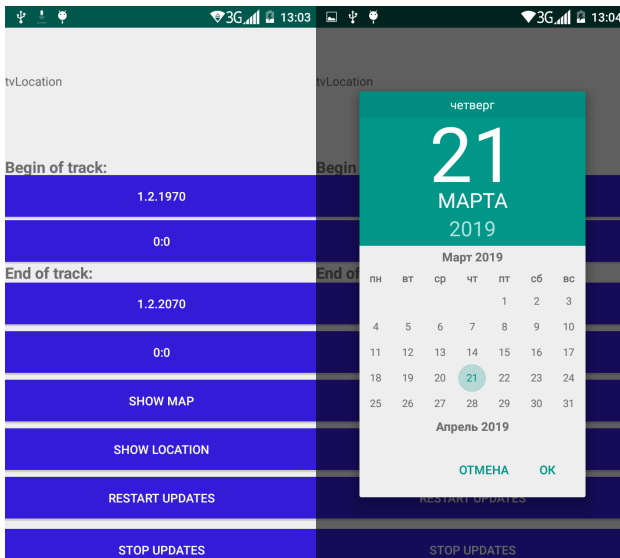 3G 13:03
tvLocation
Begin of track:
1.2.1970
0:0
End of track:
1.2.2070
0:0
SHOW MAP
SHOW LOCATION
RESTART UPDATES
STOP UPDATES
3G 13:04
tvLocation
Begin
четверг
21
МАРТА
2019
Март 2019
пн вт ср чт пт сб вс
1 2 3
4 5 6 7 8 9 10
11 12 13 14 15 16 17
18 19 20 21 22 23 24
25 26 27 28 29 30 31
Апрель 2019
ОТМЕНА ОК
End of
RESTART UPDATES
STOP UPDATES